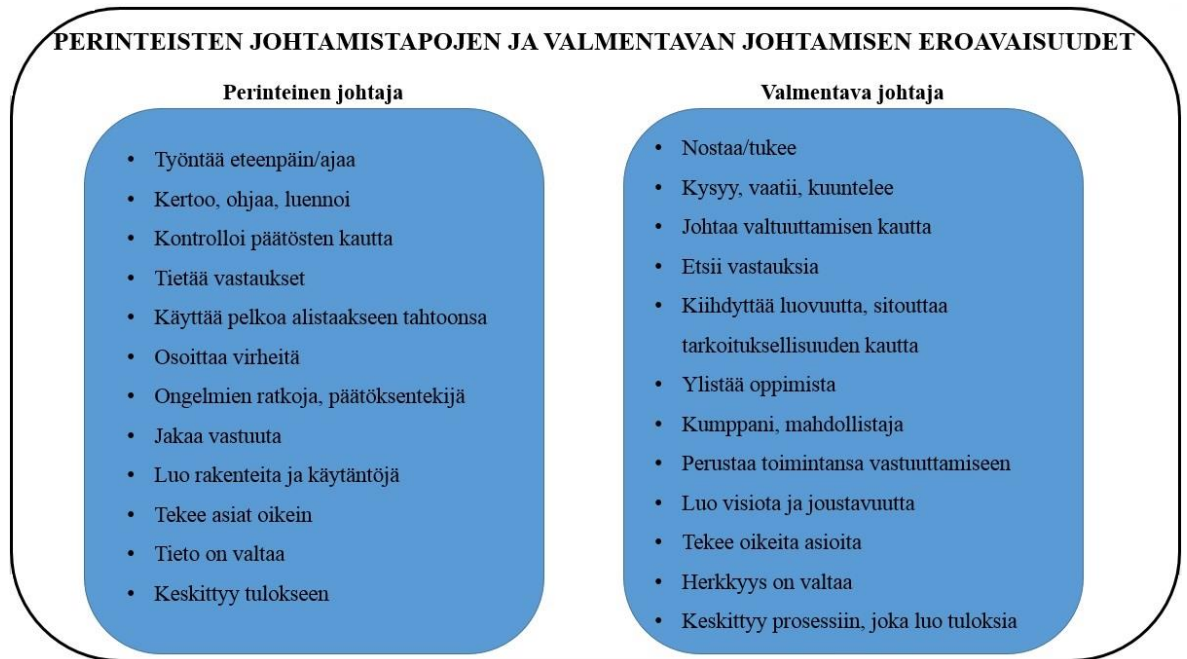 PERINTEISTEN JOHTAMISTAPOJEN JA VALMENTAVAN JOHTAMISEN EROAVAISUUDET
Perinteinen johtaja
• Työntää eteenpäin/ajaa
• Kertoo, ohjaa, luennoi
• Kontrolloi päätösten kautta
• Tietää vastaukset
• Käyttää pelkoa alistaakseen tahtoonsa
• Osoittaa virheitä
• Ongelmien ratkoja, päätöksentekijä
• Jakaa vastuuta
• Luo rakenteita ja käytäntöjä
• Tekee asiat oikein
• Tieto on valtaa
• Keskittyy tulokseen
Valmentava johtaja
• Nostaa/tukee
• Kysyy, vaatii, kuuntelee
• Johtaa valtuuttamisen kautta
• Etsii vastauksia
• Kiihdyttää luovuutta, sitouttaa
tarkoituksellisuuden kautta
• Ylistää oppimista
• Kumppani, mahdollistaja
• Perustaa toimintansa vastuuttamiseen
• Luo visiota ja joustavuutta
• Tekee oikeita asioita
• Herkkyys on valtaa
• Keskittyy prosessiin, joka luo tuloksia